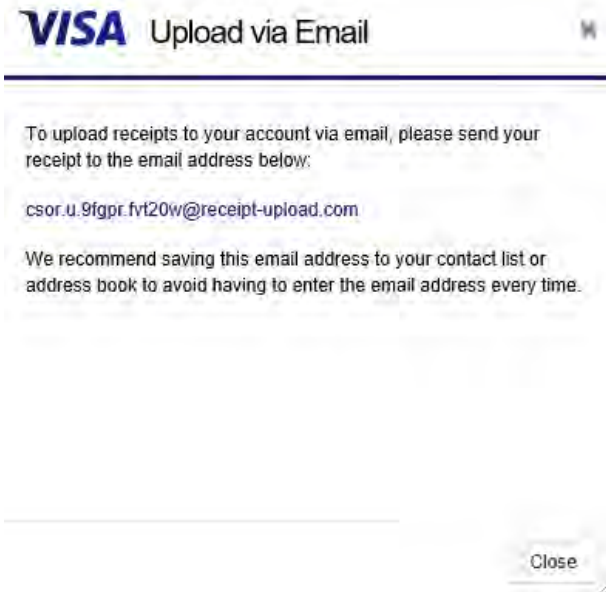 VISA Upload via Email
To upload receipts to your account via email, please send your
receipt to the email address below:
csor.u.9fgpr.fvt20w@receipt-upload.com
We recommend saving this email address to your contact list or
address book to avoid having to enter the email address every time.
Close